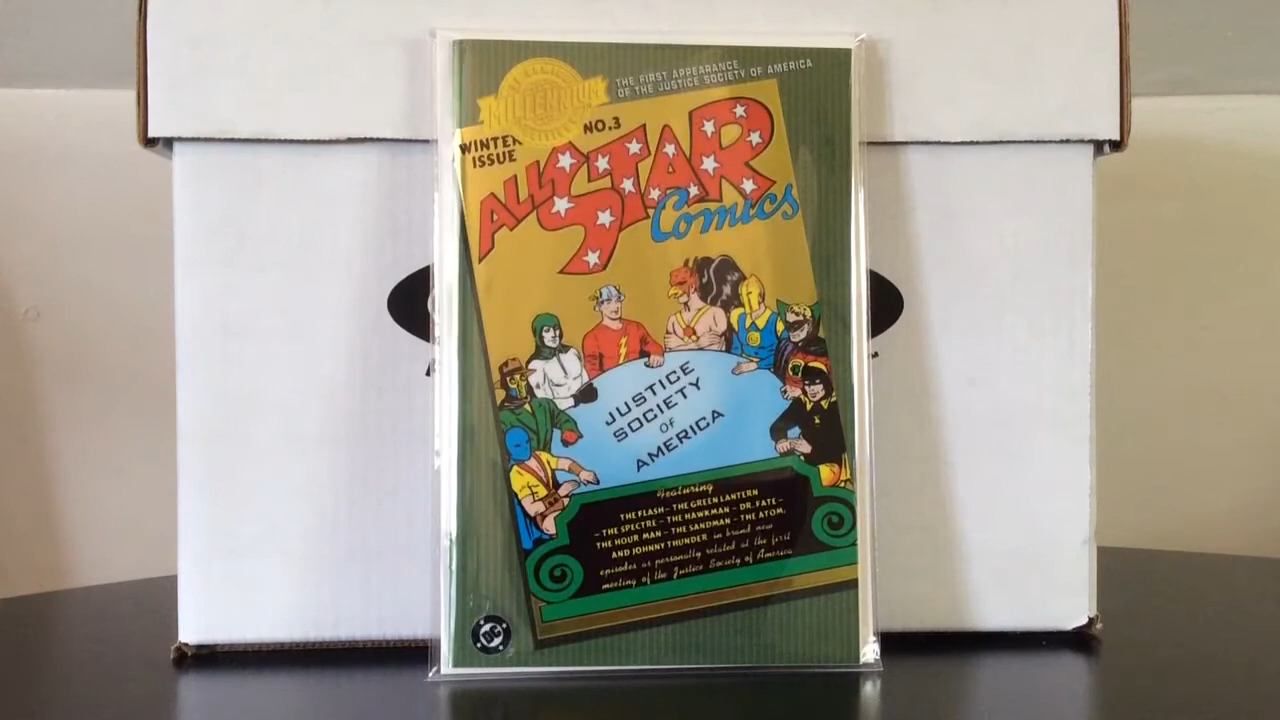 THE FIRST APPEARANCE
OF THE JUSTICE SOCIETY OF AMERICA
MILLENNIUM
WINTER
ISSUE
NO.3
ALL STAR
Comics
JUSTICE
SOCIETY
OF
AMERICA
Featuring
THE FLASH – THE GREEN LANTERN
– THE SPECTRE – THE HAWKMAN – DR. FATE –
THE HOUR MAN – THE SANDMAN – THE ATOM,
AND JOHNNY THUNDER in brand new
episodes as personally related at the first
meeting of the Justice Society of America
DC